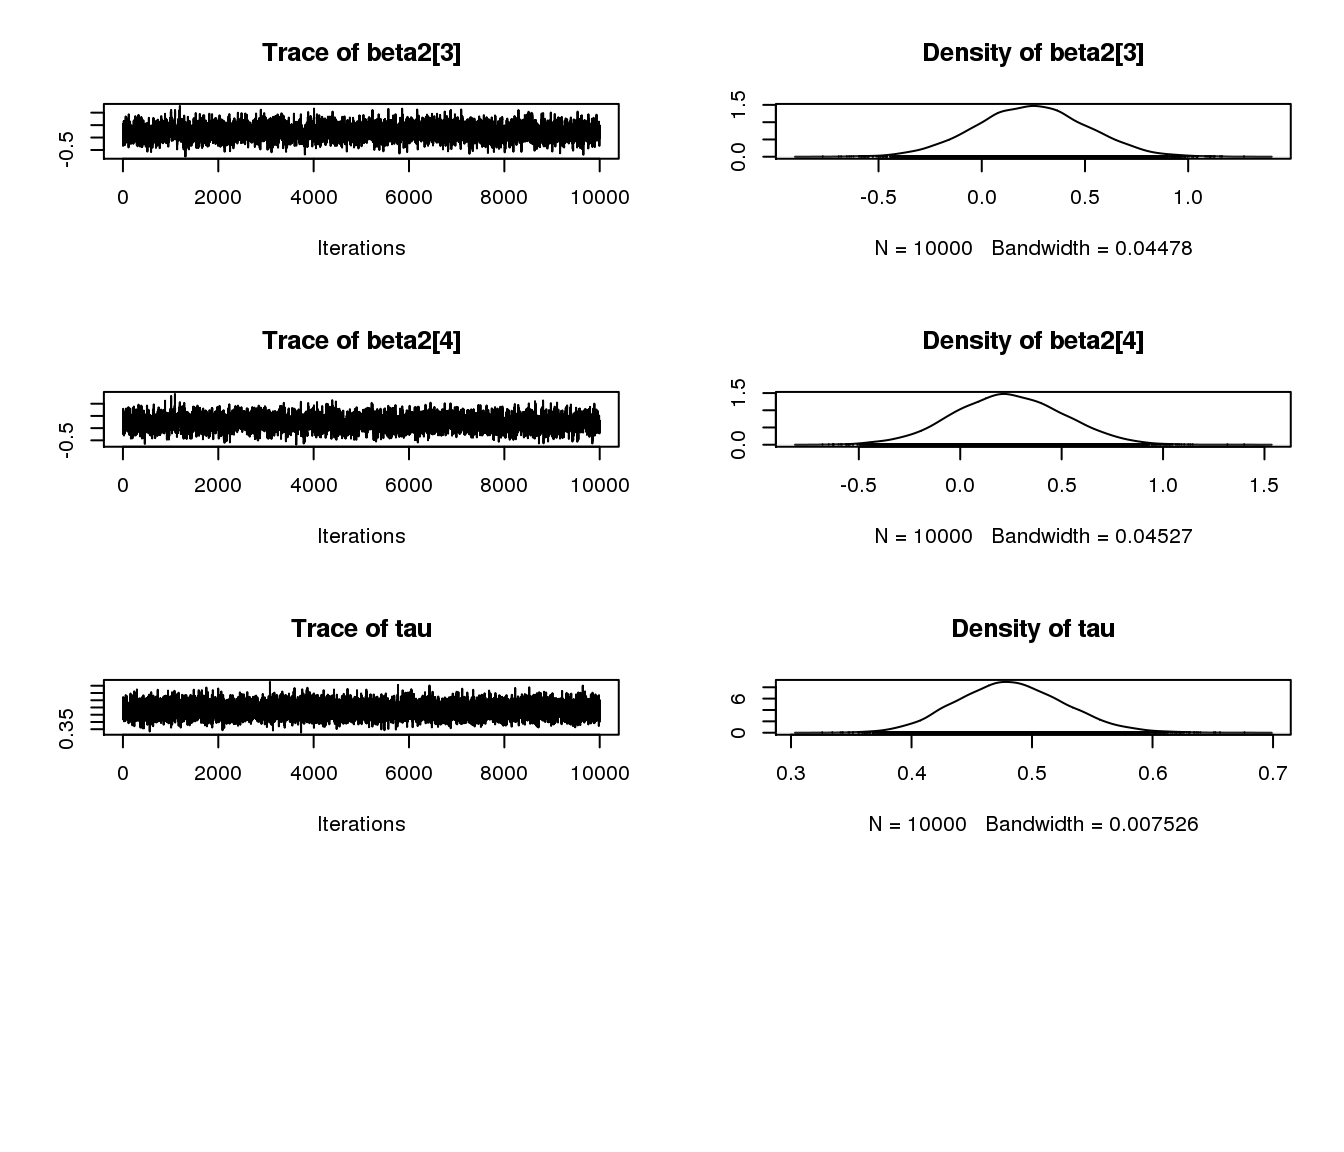 Trace of beta2[3]
-0.5
0 2000 4000 6000 8000 10000
Iterations
Density of beta2[3]
0.0 1.5
-0.5 0.0 0.5 1.0
N = 10000 Bandwidth = 0.04478
Trace of beta2[4]
-0.5
0 2000 4000 6000 8000 10000
Iterations
Density of beta2[4]
0.0 1.5
-0.5 0.0 0.5 1.0 1.5
N = 10000 Bandwidth = 0.04527
Trace of tau
0.35
0 2000 4000 6000 8000 10000
Iterations
Density of tau
0 6
0.3 0.4 0.5 0.6 0.7
N = 10000 Bandwidth = 0.007526